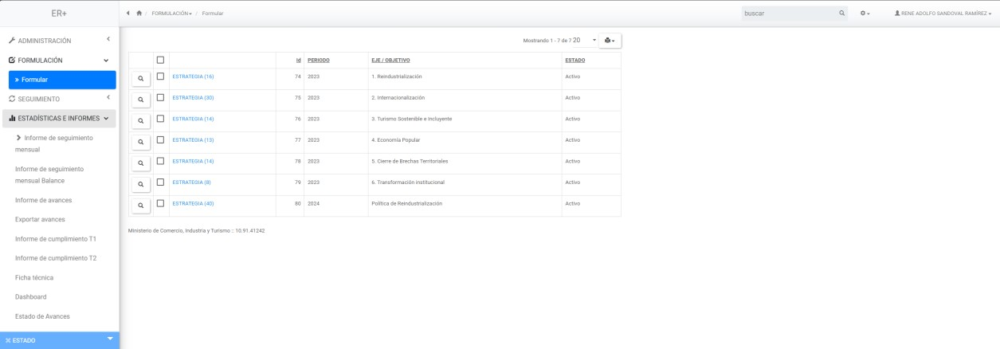 ER+
/ FORMULACIÓN / Formular
buscar
RENE ADOLFO SANDOVAL RAMÍREZ
ADMINISTRACIÓN
FORMULACIÓN
» Formular
SEGUIMIENTO
ESTADÍSTICAS E INFORMES
Informe de seguimiento
mensual
Informe de seguimiento
mensual Balance
Informe de avances
Exportar avances
Informe de cumplimiento T1
Informe de cumplimiento T2
Ficha técnica
Dashboard
Estado de Avances
ESTADO
Mostrando 1 - 7 de 7 20
Id PERIODO EJE / OBJETIVO ESTADO
ESTRATEGIA (16) 74 2023 1. Reindustrialización Activo
ESTRATEGIA (30) 75 2023 2. Internacionalización Activo
ESTRATEGIA (14) 76 2023 3. Turismo Sostenible e Incluyente Activo
ESTRATEGIA (13) 77 2023 4. Economía Popular Activo
ESTRATEGIA (14) 78 2023 5. Cierre de Brechas Territoriales Activo
ESTRATEGIA (8) 79 2023 6. Transformación institucional Activo
ESTRATEGIA (40) 80 2024 Política de Reindustrialización Activo
Ministerio de Comercio, Industria y Turismo :: 10.91.41242